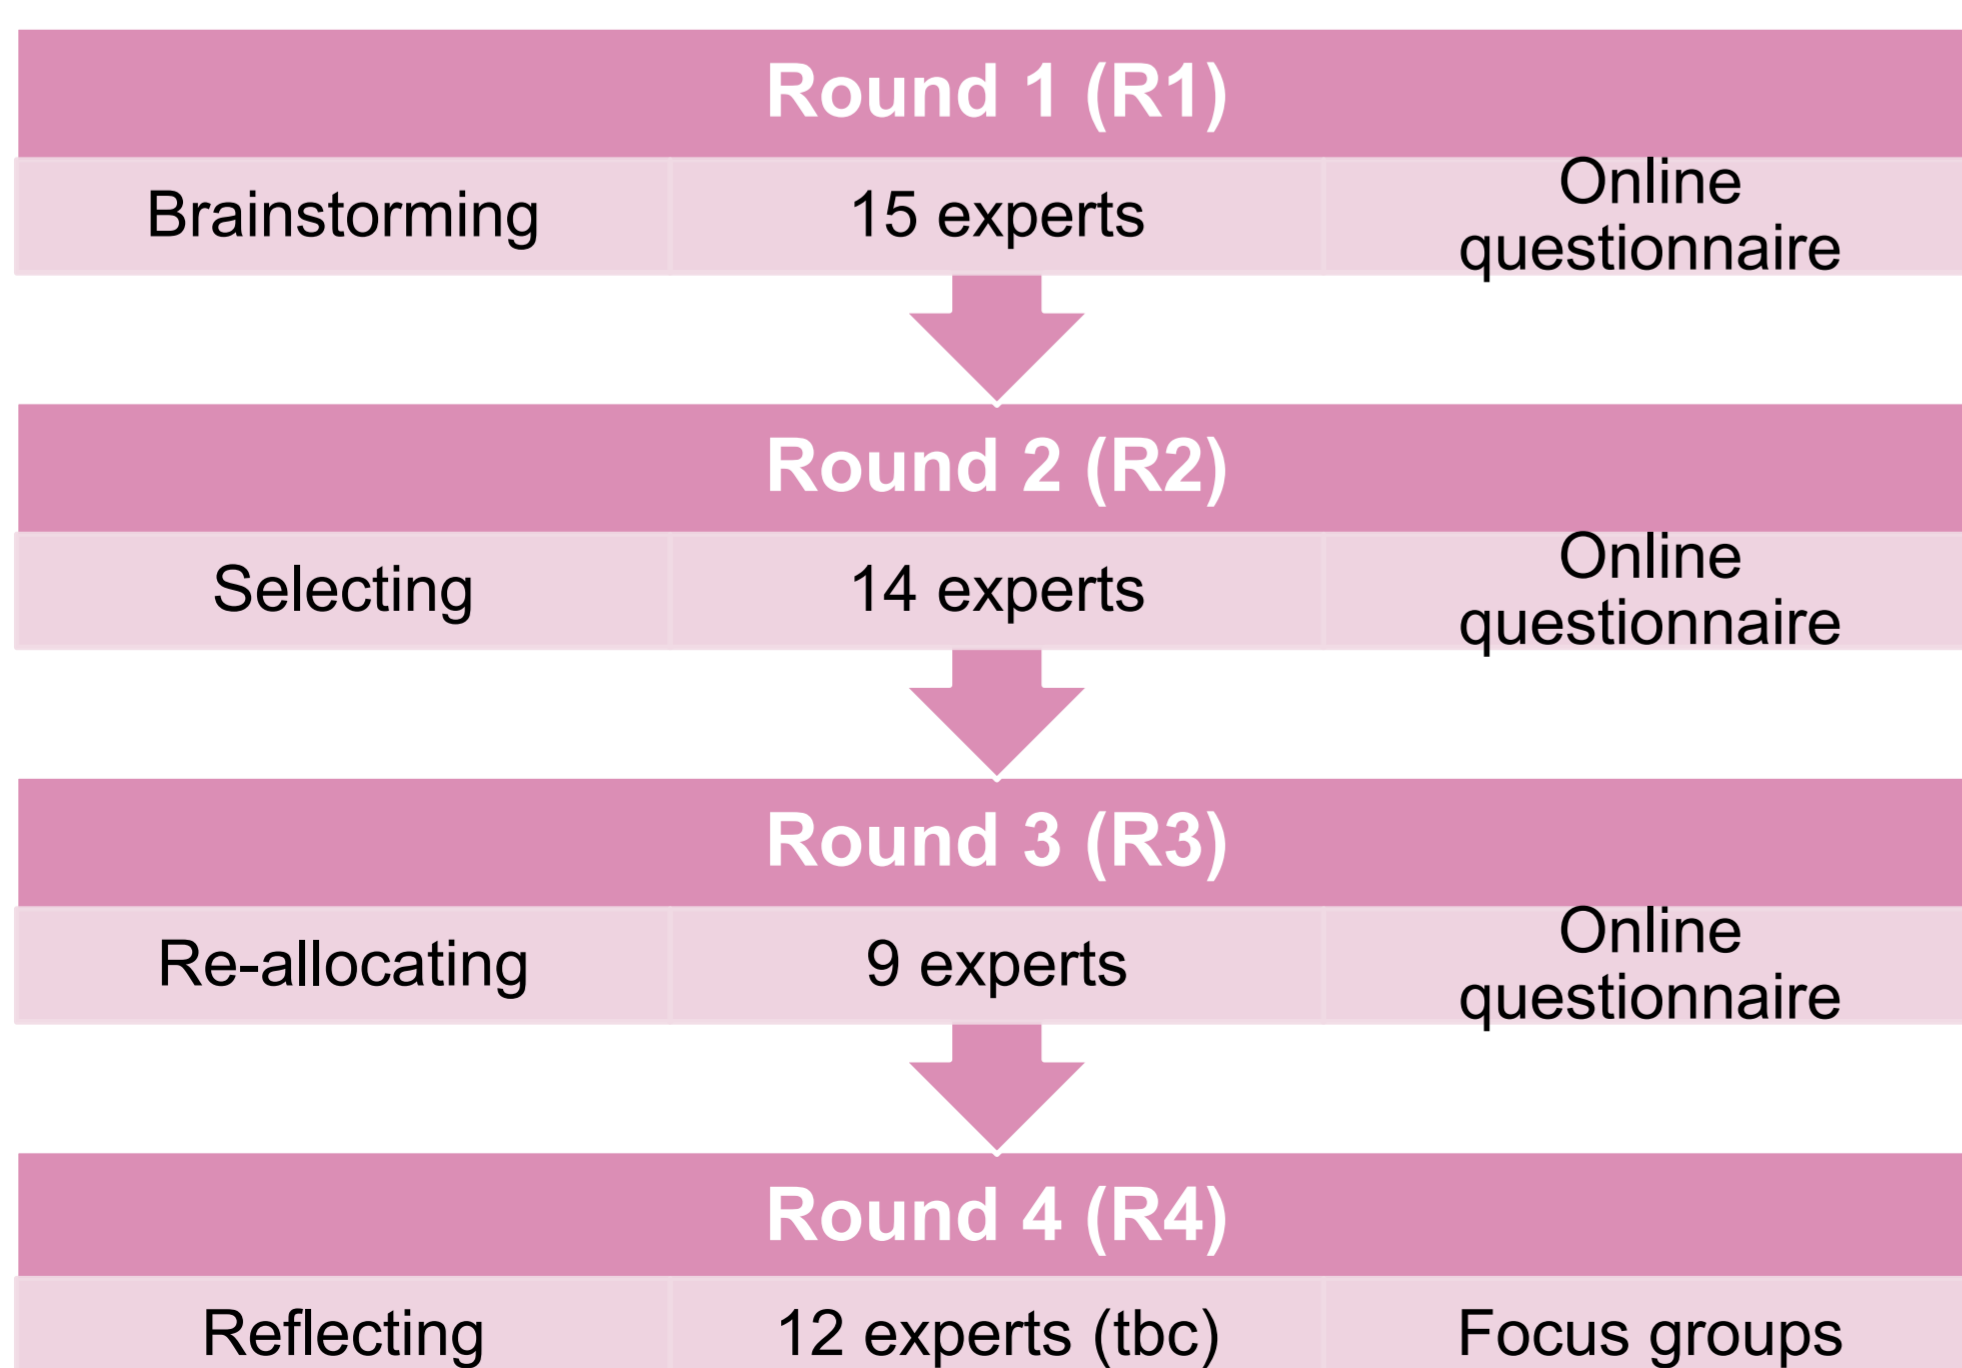 Round 1 (R1)
Brainstorming
15 experts
Online
questionnaire
Round 2 (R2)
Selecting
14 experts
Online
questionnaire
Round 3 (R3)
Re-allocating
9 experts
Online
questionnaire
Round 4 (R4)
Reflecting
12 experts (tbc)
Focus groups